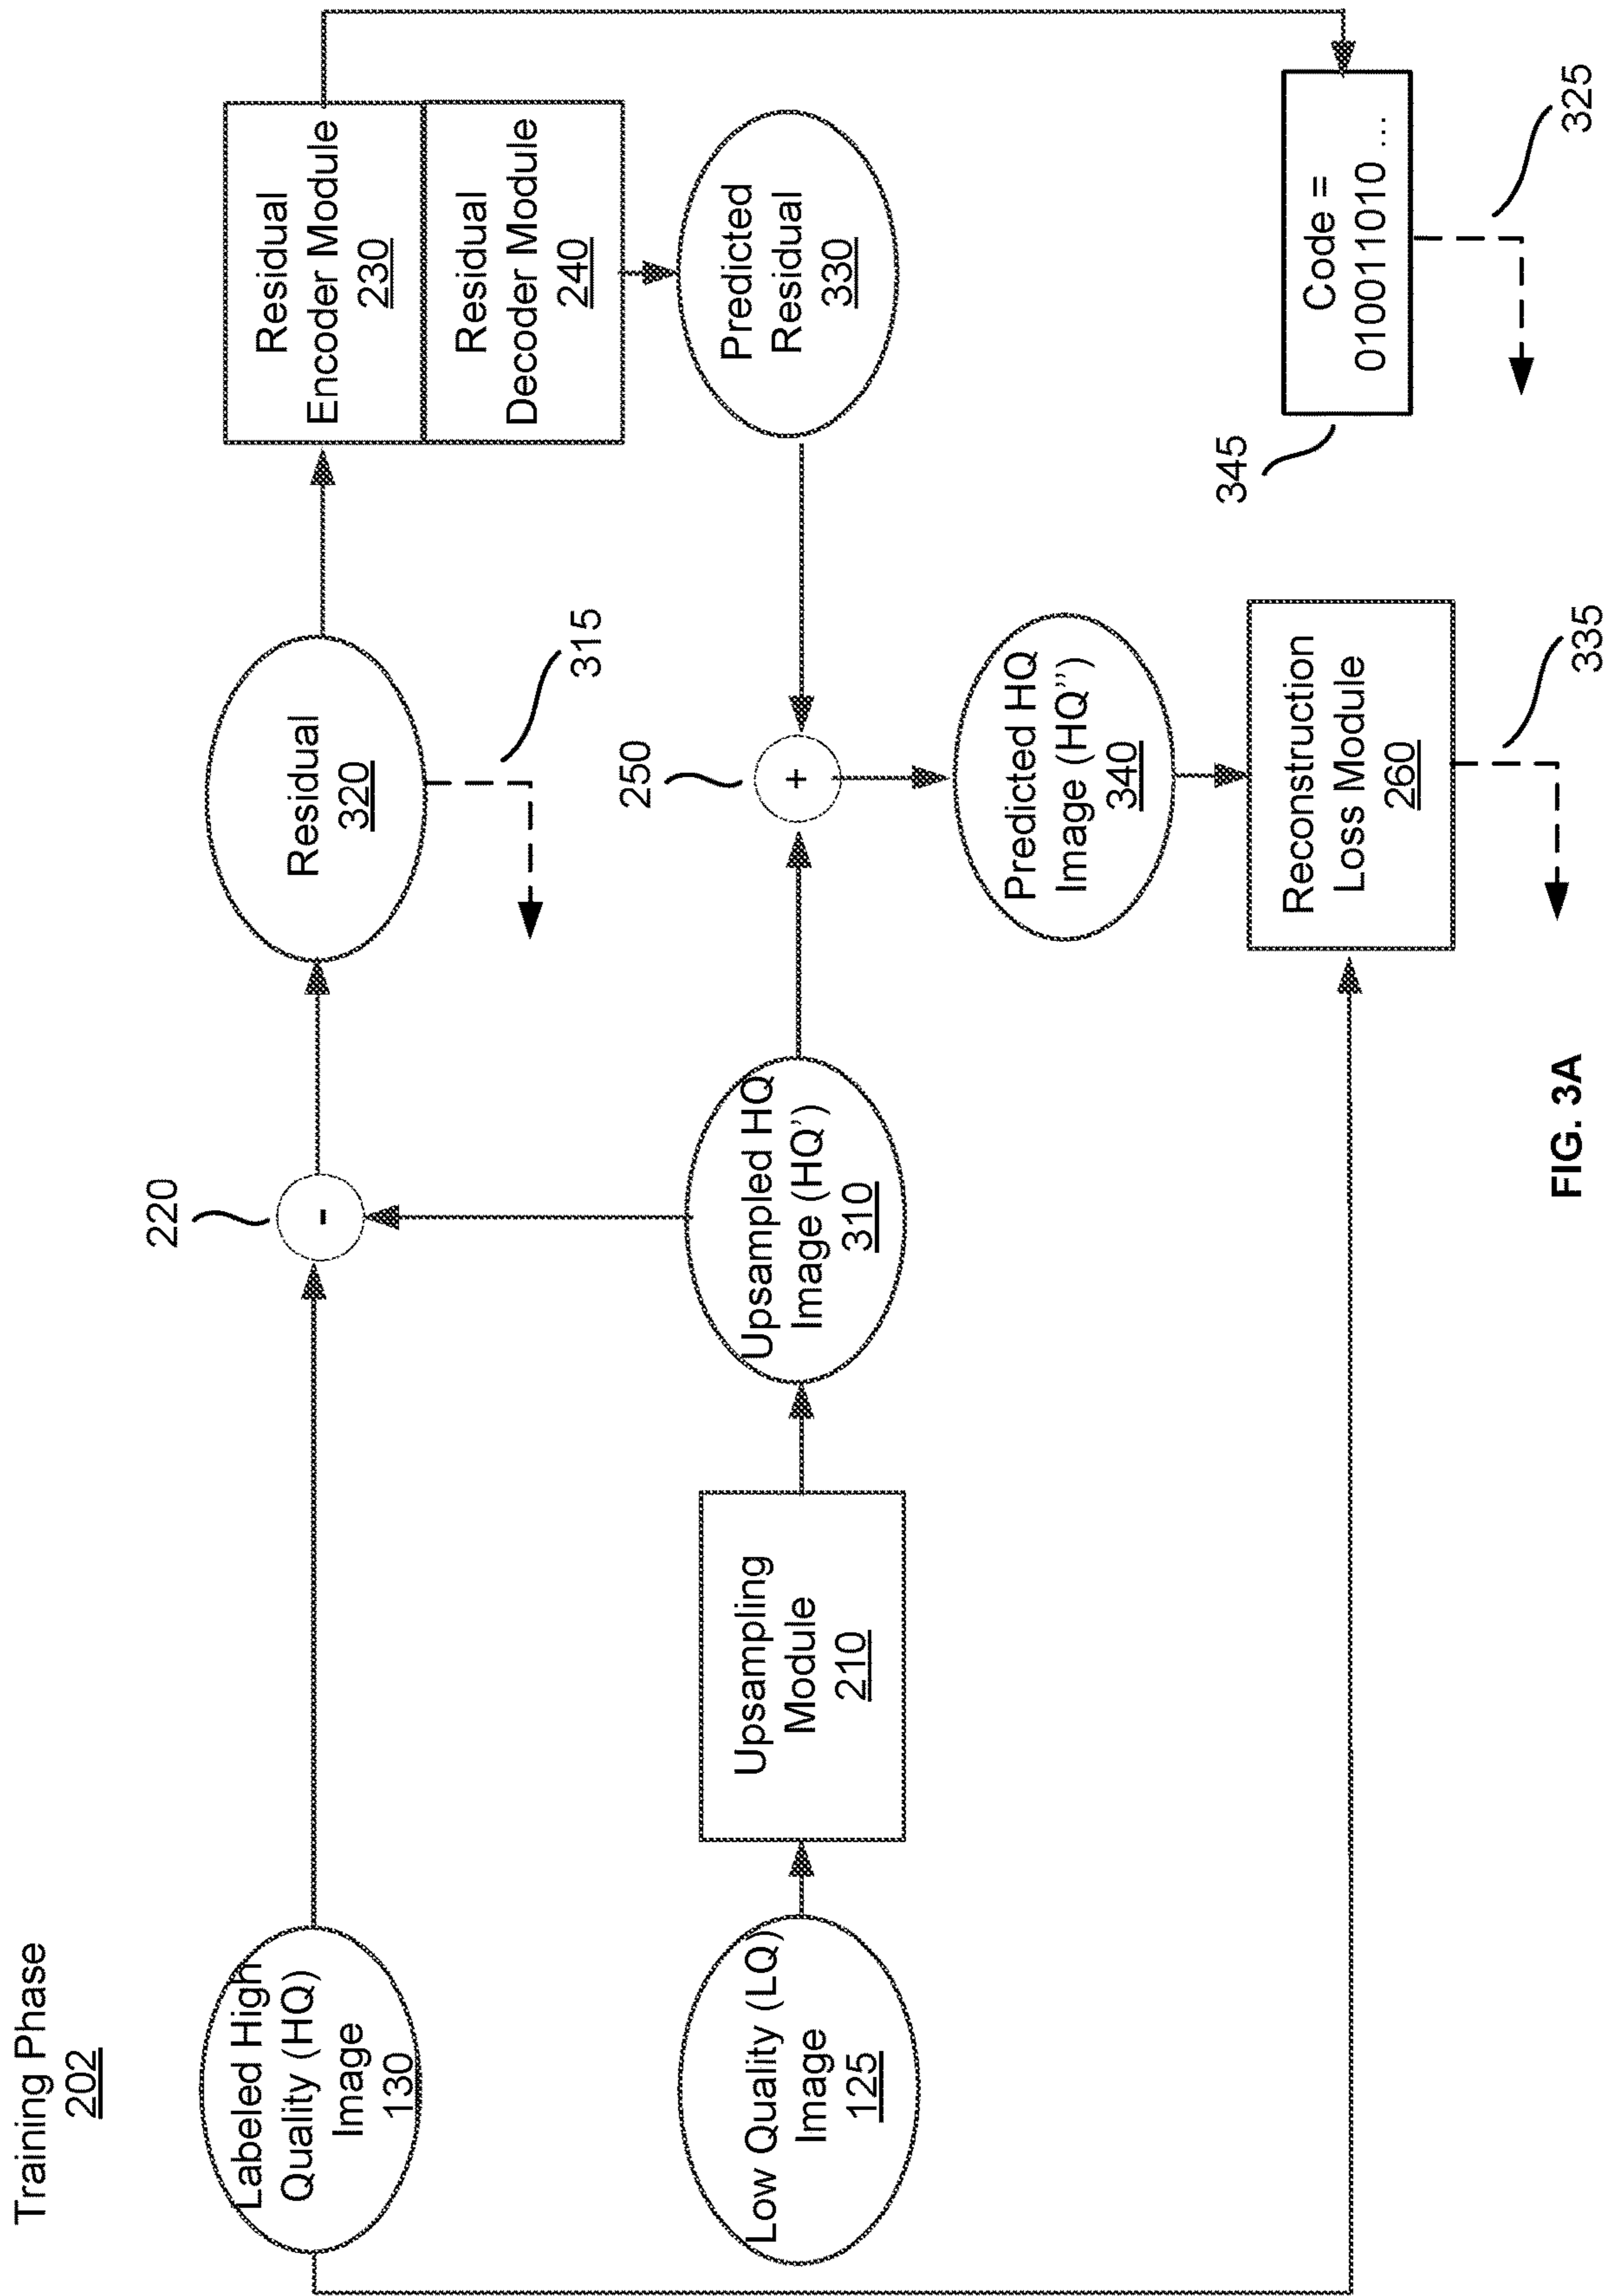 Training Phase
202
Labeled High
Quality (HQ)
Image
130
220
-
Residual
320
315
Residual
Encoder Module
230
Residual
Decoder Module
240
Low Quality (LQ)
Image
125
Upsampling
Module
210
Upsampled HQ
Image (HQ')
310
250
+
Predicted
Residual
330
Predicted HQ
Image (HQ'')
340
Reconstruction
Loss Module
260
335
345
Code =
010011010 ...
325
FIG. 3A